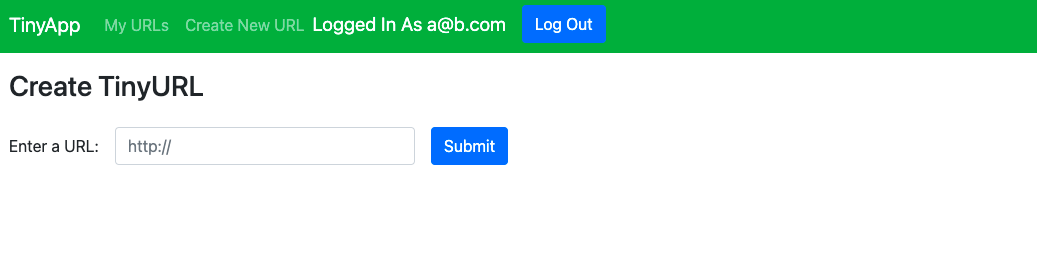 TinyApp My URLs Create New URL Logged In As a@b.com Log Out
Create TinyURL
Enter a URL: http:// Submit